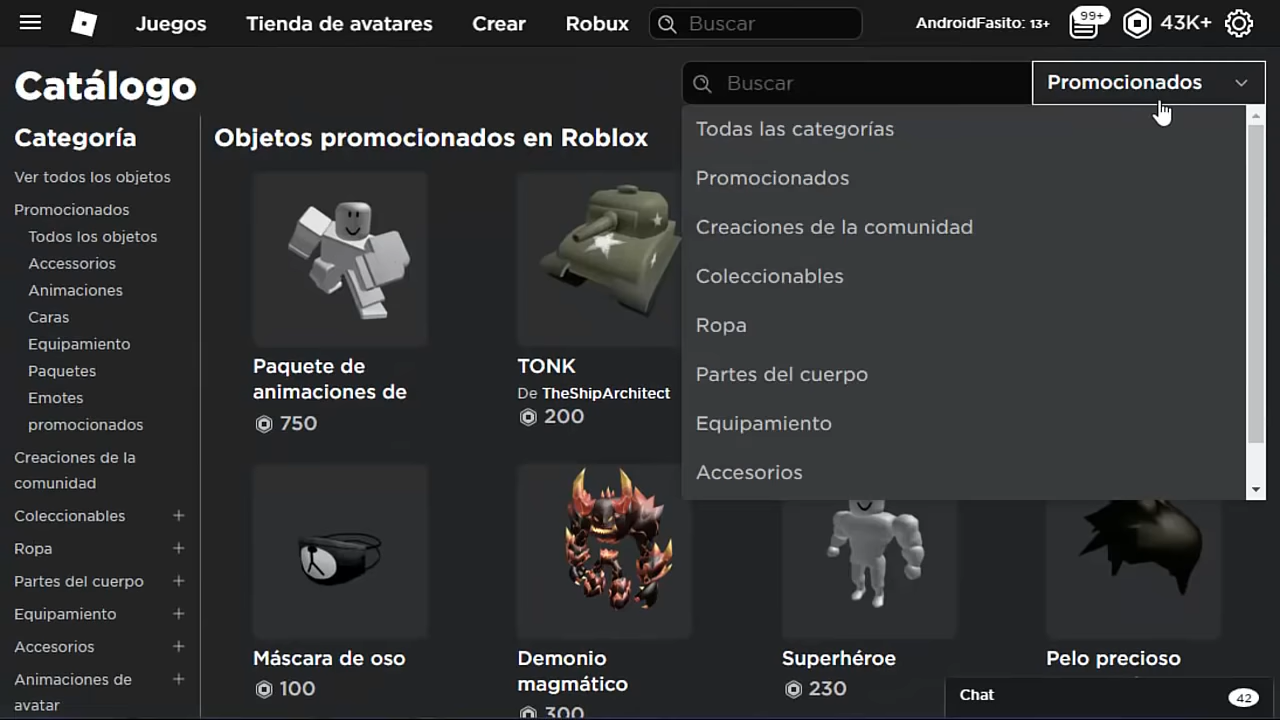 Juegos
Tienda de avatares
Crear
Robux
Buscar
AndroidFasito: 13+
99+
43K+
Catálogo
Buscar
Promocionados
Todas las categorías
Promocionados
Creaciones de la comunidad
Coleccionables
Ropa
Partes del cuerpo
Equipamiento
Accesorios
Categoría
Ver todos los objetos
Promocionados
Todos los objetos
Accessorios
Animaciones
Caras
Equipamiento
Paquetes
Emotes
promocionados
Creaciones de la
comunidad
Coleccionables +
Ropa +
Partes del cuerpo +
Equipamiento +
Accesorios +
Animaciones de +
avatar
Objetos promocionados en Roblox
Paquete de
animaciones de
750
TONK
De TheShipArchitect
200
Máscara de oso
100
Demonio
magmático
300
Superhéroe
230
Pelo precioso
Chat
42